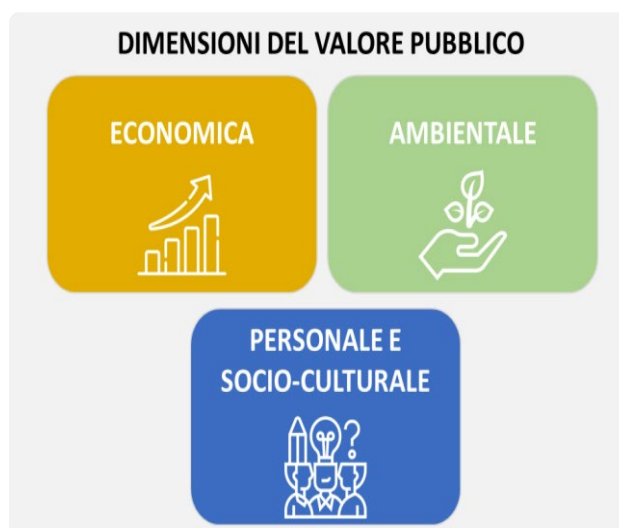 DIMENSIONI DEL VALORE PUBBLICO
ECONOMICA
AMBIENTALE
PERSONALE E
SOCIO-CULTURALE
?